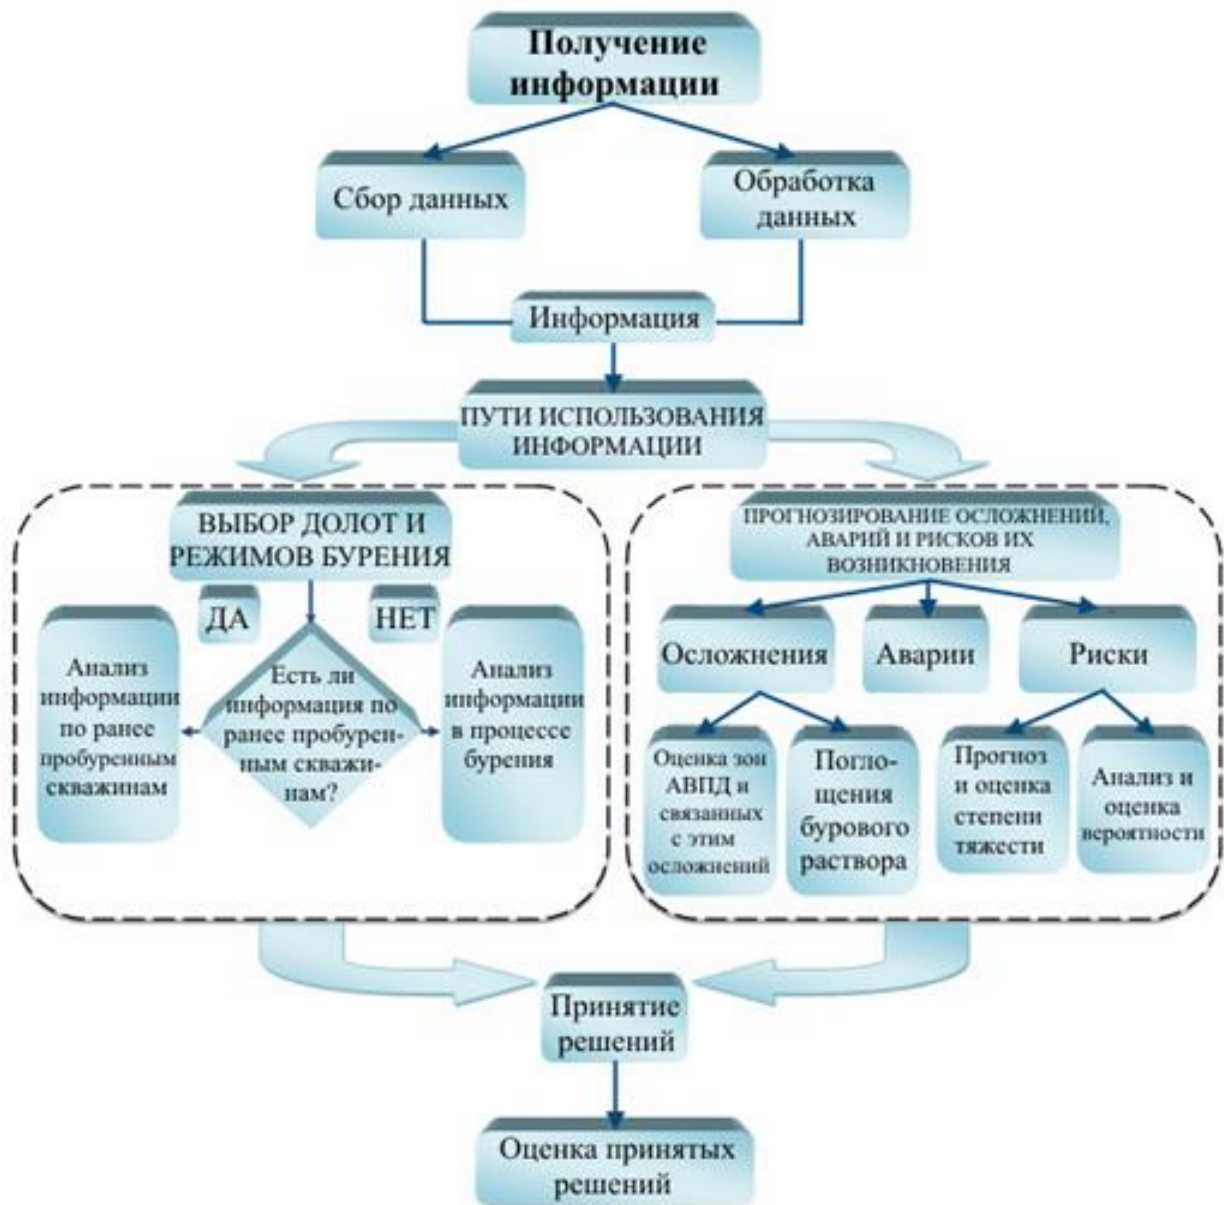 Получение
информации
Сбор данных
Обработка
данных
Информация
ПУТИ ИСПОЛЬЗОВАНИЯ
ИНФОРМАЦИИ
ВЫБОР ДОЛОТ И
РЕЖИМОВ БУРЕНИЯ
ДА
НЕТ
Анализ
информации
по ранее
пробуренным
скважинам
Есть ли
информация по
ранее пробурен-
ным скважи-
нам?
Анализ
информации
в процессе
бурения
ПРОГНОЗИРОВАНИЕ ОСЛОЖНЕНИЙ,
АВАРИЙ И РИСКОВ ИХ
ВОЗНИКНОВЕНИЯ
Осложнения
Аварии
Риски
Оценка зон
АВПД и
связанных
с этим
осложнений
Погло-
щения
бурового
раствора
Прогноз
и оценка
степени
тяжести
Анализ и
оценка
вероятности
Принятие
решений
Оценка принятых
решений